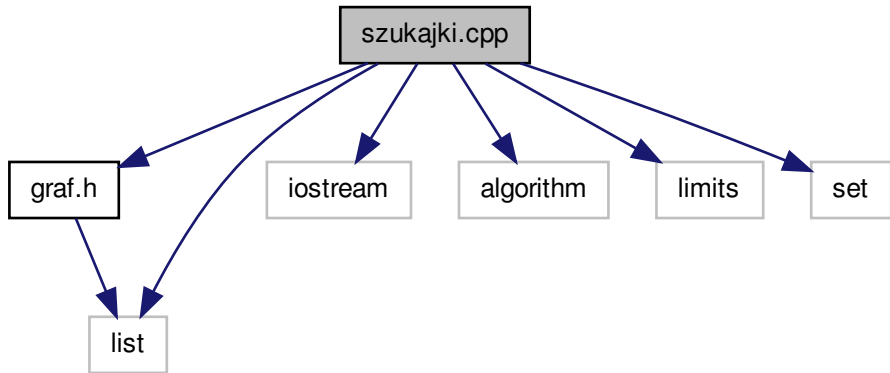 szukajki.cpp
graf.h
iostream
algorithm
limits
set
list